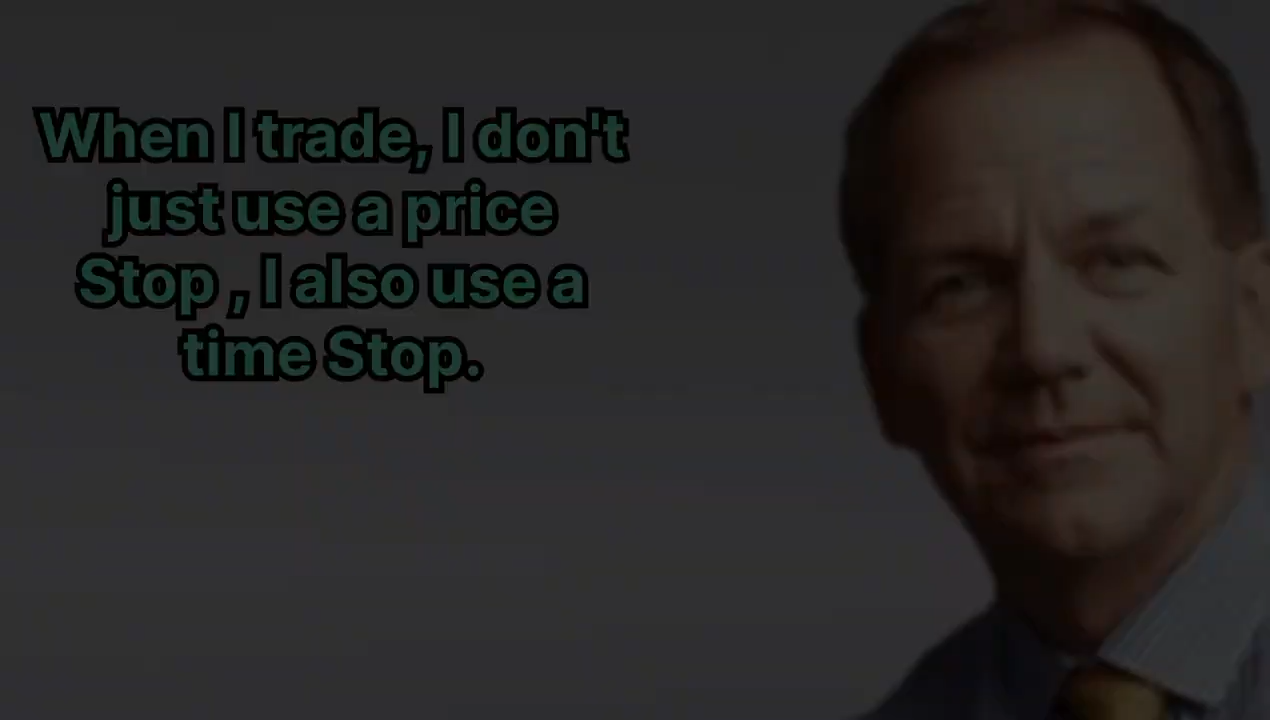 When I trade, I don't
just use a price
Stop , I also use a
time Stop.